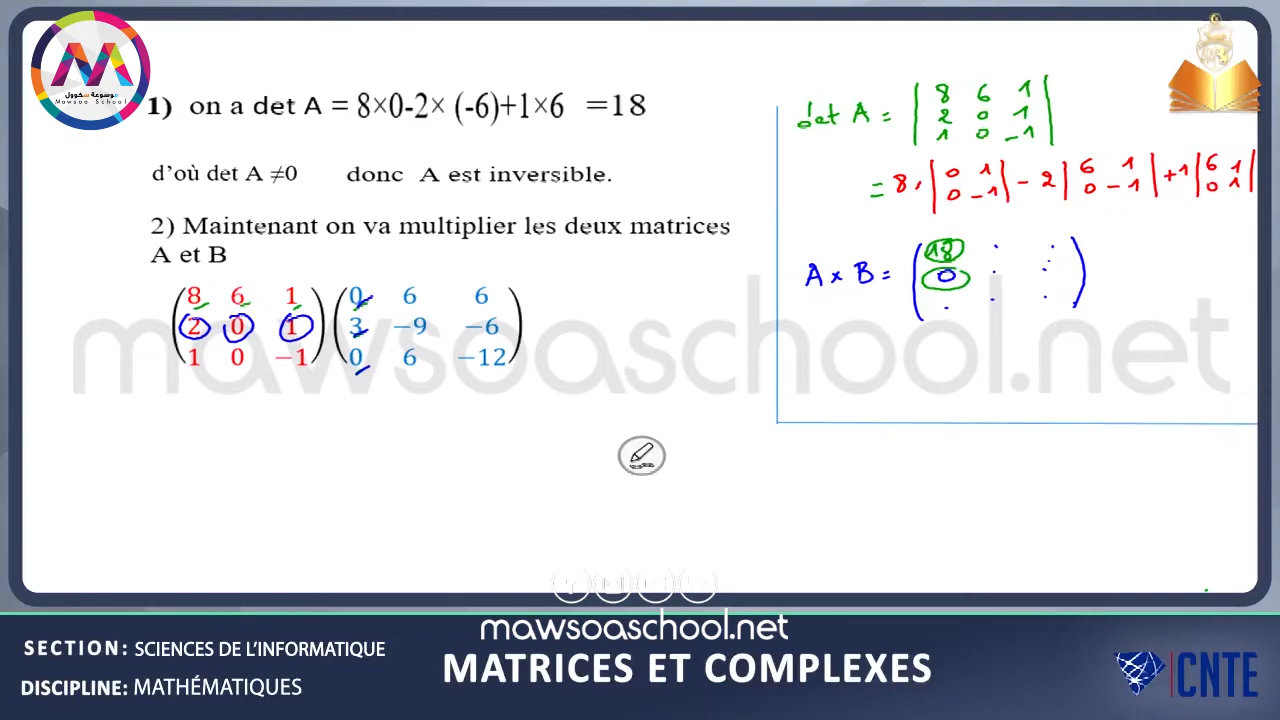 موسوعة سكوول
Mawsoa School
1) on a det A = 8×0-2× (-6)+1×6 =18
d'où det A ≠0 donc A est inversible.
2) Maintenant on va multiplier les deux matrices
A et B
8 6 1 0 6 6
2 0 1 3 −9 −6
1 0 −1 0 6 −12
det A = | 8 6 1 |
| 2 0 1 |
| 1 0 -1 |
= 8 . | 0 1 | - 2 | 6 1 | + 1 | 6 1 |
| 0 -1 | | 0 -1 | | 0 1 |
A × B = ( 18 . . )
0 . .
. . .
mawsoaschool.net
mawsoaschool.net
SECTION: SCIENCES DE L'INFORMATIQUE
DISCIPLINE: MATHÉMATIQUES
MATRICES ET COMPLEXES
CNTE